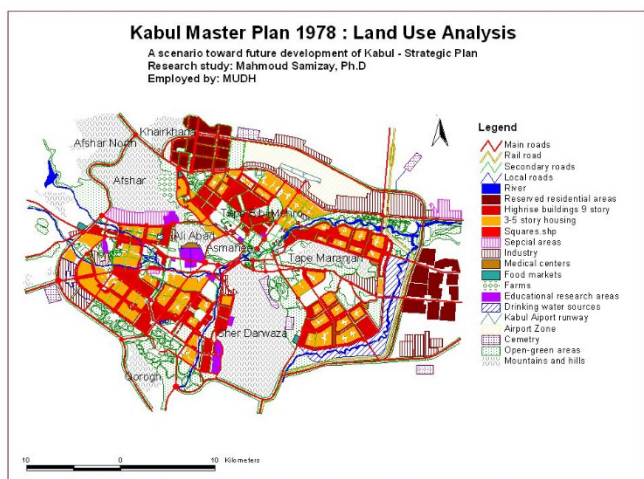 Kabul Master Plan 1978 : Land Use Analysis
A scenario toward future development of Kabul - Strategic Plan
Research study: Mahmoud Samizay, Ph.D
Employed by: MUDH
Khairkhana
Afshar North
Afshar
Tape Bibi Mehro
Ali Abad
Asmahe
Tape Maranjan
Sher Darwaza
Qorogh
Legend
Main roads
Rail road
Secondary roads
Local roads
River
Reserved residential areas
Highrise buildings 9 story
3-5 story housing
Squares.shp
Sepcial areas
Industry
Medical centers
Food markets
Farms
Educational research areas
Drinking water sources
Kabul Aiport runway
Airport Zone
Cemetry
Open-green areas
Mountains and hills
10 0 10 Kilometers